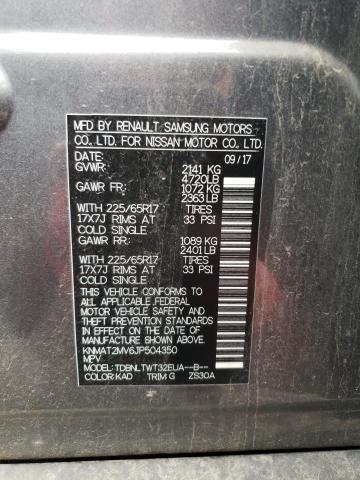 MFD BY RENAULT SAMSUNG MOTORS
CO. LTD. FOR NISSAN MOTOR CO. LTD.
DATE: 09/17
GVWR: 2141 KG
4720LB
GAWR FR: 1072 KG
2363LB
WITH 225/65R17 TIRES
17X7J RIMS AT 33 PSI
COLD SINGLE
GAWR RR: 1089 KG
2401LB
WITH 225/65R17 TIRES
17X7J RIMS AT 33 PSI
COLD SINGLE
THIS VEHICLE CONFORMS TO
ALL APPLICABLE FEDERAL
MOTOR VEHICLE SAFETY AND
THEFT PREVENTION STANDARDS
IN EFFECT ON THE DATE OF
MANUFACTURE SHOWN ABOVE
KNMAT2MV6JP504350
MPV
MODEL: TDBNLTWT32EUA---B---
COLOR:KAD TRIM G ZS30A